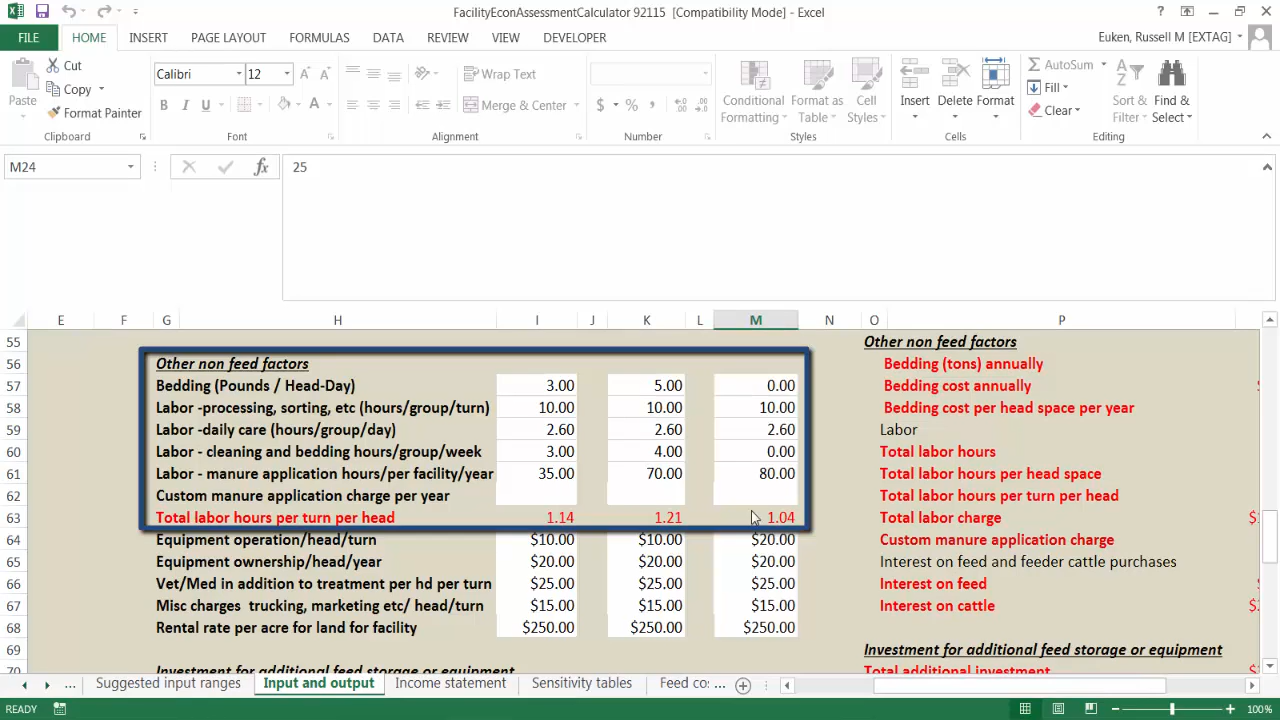 FacilityEconAssessmentCalculator 92115 [Compatibility Mode] - Excel
FILE HOME INSERT PAGE LAYOUT FORMULAS DATA REVIEW VIEW DEVELOPER Euken, Russell M [EXTAG]
Paste
Cut
Copy
Format Painter
Calibri 12
B I U
Wrap Text
Merge & Center
$ % ,
Conditional Formatting
Format as Table
Cell Styles
Insert Delete Format
AutoSum
Fill
Clear
Sort & Filter
Find & Select
Clipboard Font Alignment Number Styles Cells Editing
M24 fx 25
E F G H I J K L M N O P
55 Other non feed factors
56 Other non feed factors Bedding (tons) annually
57 Bedding (Pounds / Head-Day) 3.00 5.00 0.00 Bedding cost annually
58 Labor -processing, sorting, etc (hours/group/turn) 10.00 10.00 10.00 Bedding cost per head space per year
59 Labor -daily care (hours/group/day) 2.60 2.60 2.60 Labor
60 Labor - cleaning and bedding hours/group/week 3.00 4.00 0.00 Total labor hours
61 Labor - manure application hours/per facility/year 35.00 70.00 80.00 Total labor hours per head space
62 Custom manure application charge per year Total labor hours per turn per head
63 Total labor hours per turn per head 1.14 1.21 1.04 Total labor charge $
64 Equipment operation/head/turn $10.00 $10.00 $20.00 Custom manure application charge
65 Equipment ownership/head/year $20.00 $20.00 $20.00 Interest on feed and feeder cattle purchases
66 Vet/Med in addition to treatment per hd per turn $25.00 $25.00 $25.00 Interest on feed
67 Misc charges trucking, marketing etc/ head/turn $15.00 $15.00 $15.00 Interest on cattle
68 Rental rate per acre for land for facility $250.00 $250.00 $250.00
69 Investment for additional feed storage or equipment
70 Investment for additional feed storage or equipment Total additional investment
... Suggested input ranges Input and output Income statement Sensitivity tables Feed co: ...
READY 100%